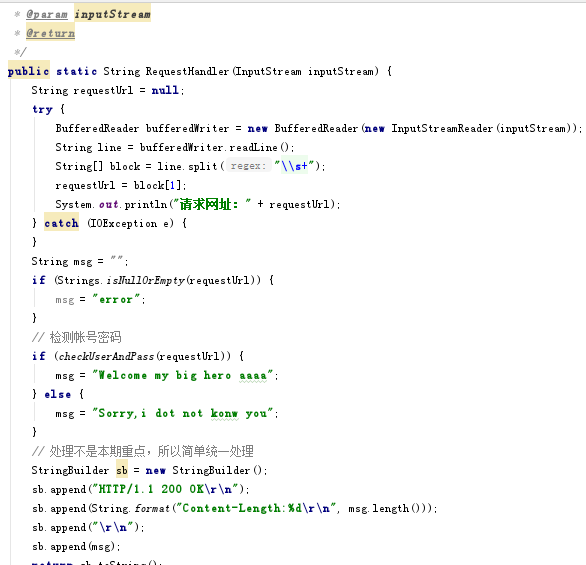 * @param inputStream
* @return
*/
public static String RequestHandler(InputStream inputStream) {
String requestUrl = null;
try {
BufferedReader bufferedWriter = new BufferedReader(new InputStreamReader(inputStream));
String line = bufferedWriter.readLine();
String[] block = line.split( regex: "\\s+");
requestUrl = block[1];
System.out.println("请求网址：" + requestUrl);
} catch (IOException e) {
}
String msg = "";
if (Strings.isNullOrEmpty(requestUrl)) {
msg = "error";
}
// 检测帐号密码
if (checkUserAndPass(requestUrl)) {
msg = "Welcome my big hero aaaa";
} else {
msg = "Sorry,i dot not konw you";
}
// 处理不是本期重点，所以简单统一处理
StringBuilder sb = new StringBuilder();
sb.append("HTTP/1.1 200 OK\r\n");
sb.append(String.format("Content-Length:%d\r\n", msg.length()));
sb.append("\r\n");
sb.append(msg);
return sb.toString();